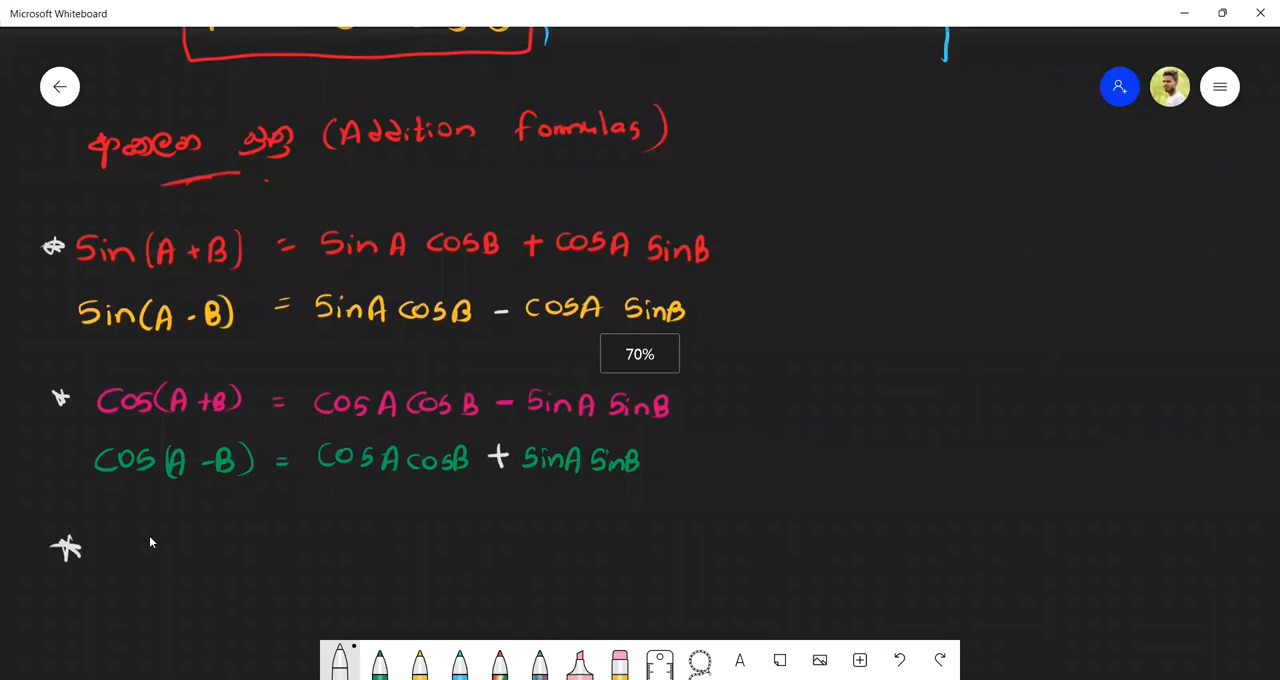 Microsoft Whiteboard
ආකලන සූත්‍ර (Addition formulas)
* Sin(A+B) = SinA cosB + cosA SinB
Sin(A-B) = SinA cosB - cosA SinB
70%
* Cos(A+B) = cosA cosB - SinA SinB
cos(A-B) = cosA cosB + SinA SinB
*
A